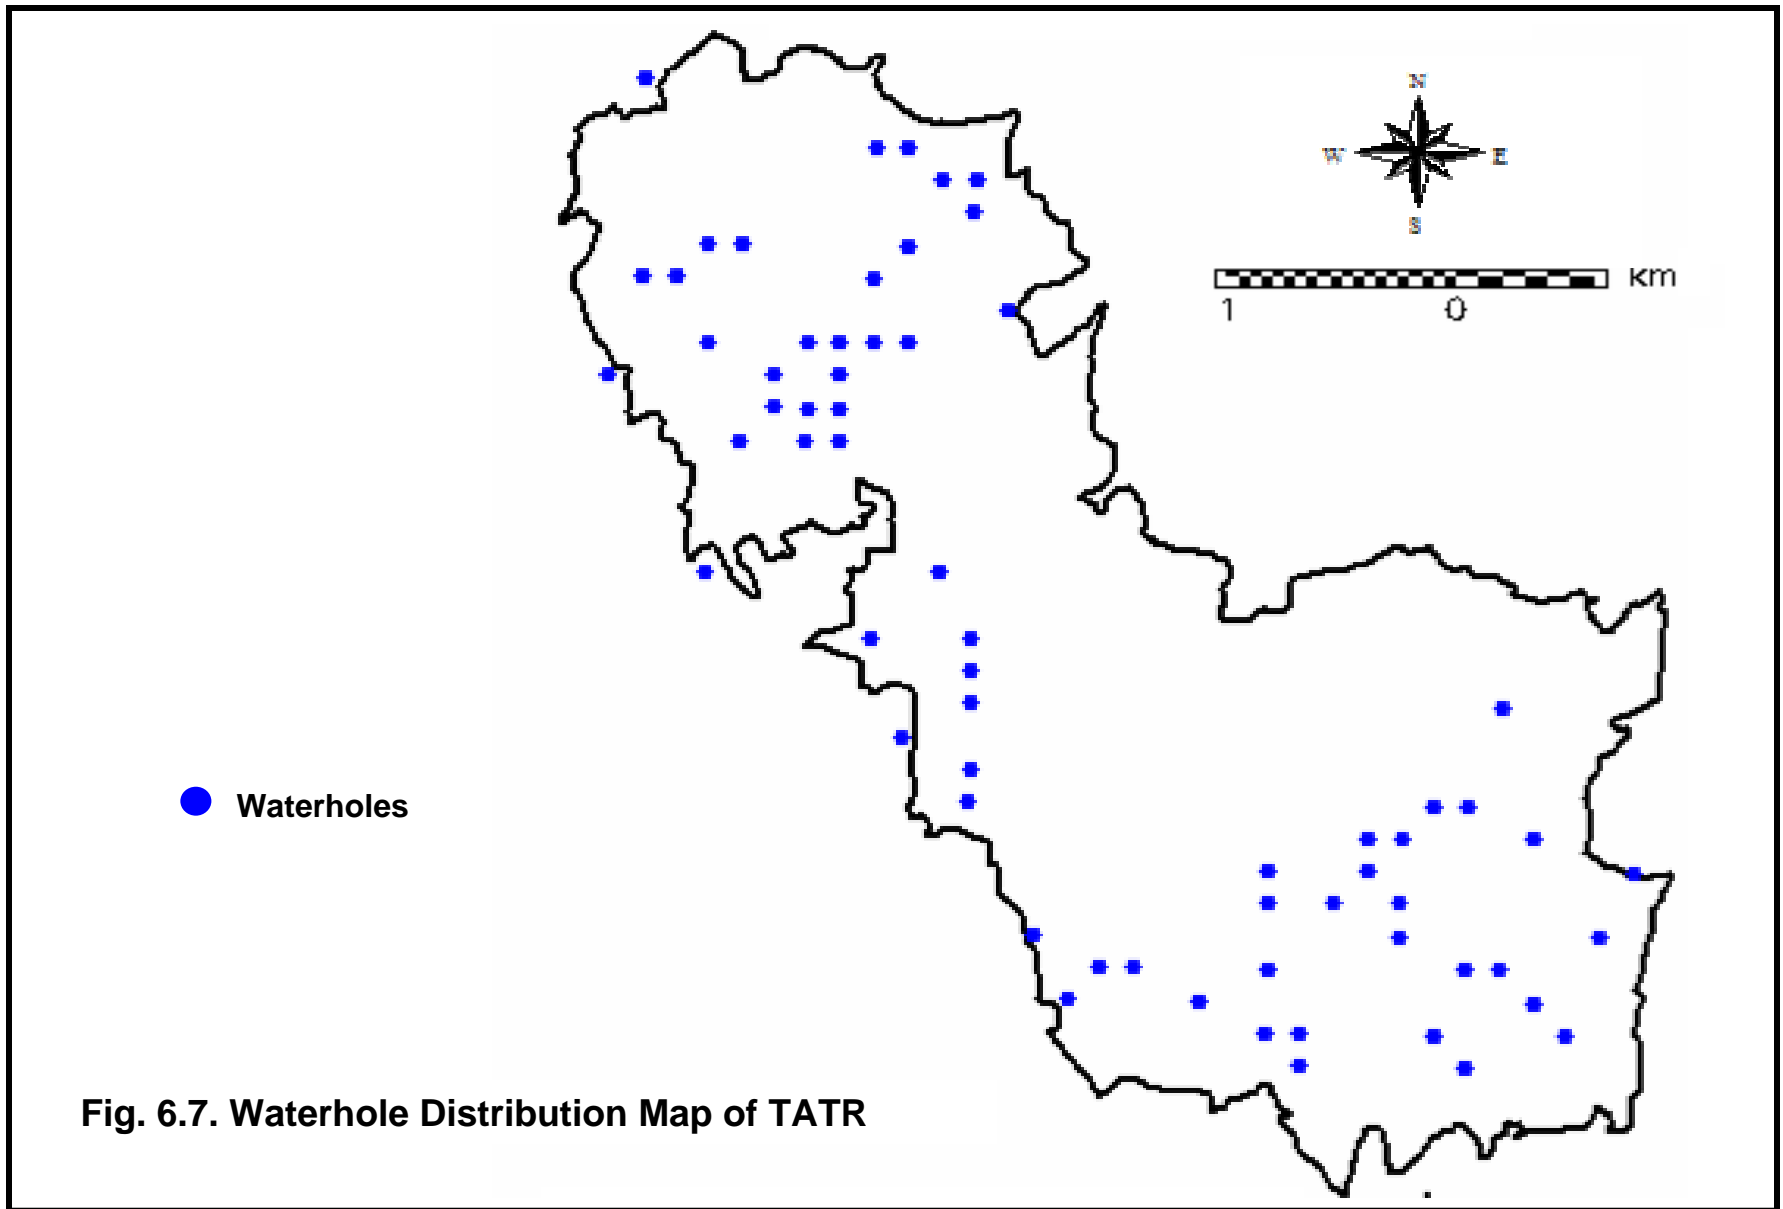 N
W E
S
km
1 0
Waterholes
Fig. 6.7. Waterhole Distribution Map of TATR